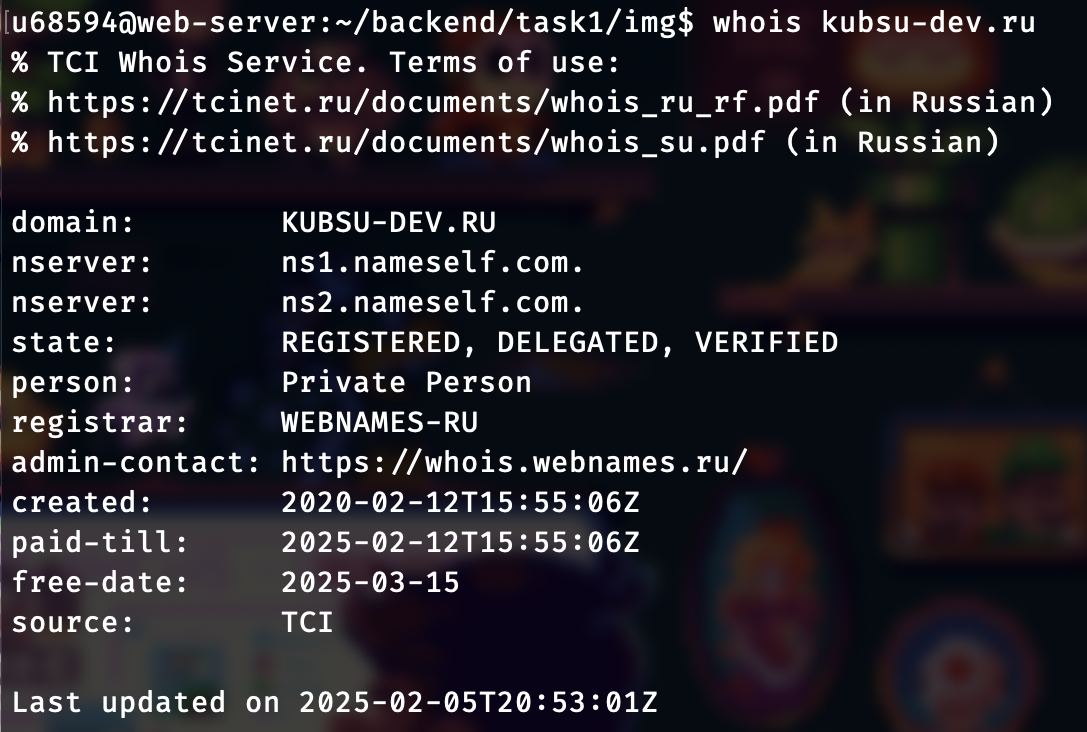 [u68594@web-server:~/backend/task1/img$ whois kubsu-dev.ru
% TCI Whois Service. Terms of use:
% https://tcinet.ru/documents/whois_ru_rf.pdf (in Russian)
% https://tcinet.ru/documents/whois_su.pdf (in Russian)

domain:        KUBSU-DEV.RU
nserver:       ns1.nameself.com.
nserver:       ns2.nameself.com.
state:         REGISTERED, DELEGATED, VERIFIED
person:        Private Person
registrar:     WEBNAMES-RU
admin-contact: https://whois.webnames.ru/
created:       2020-02-12T15:55:06Z
paid-till:     2025-02-12T15:55:06Z
free-date:     2025-03-15
source:        TCI

Last updated on 2025-02-05T20:53:01Z